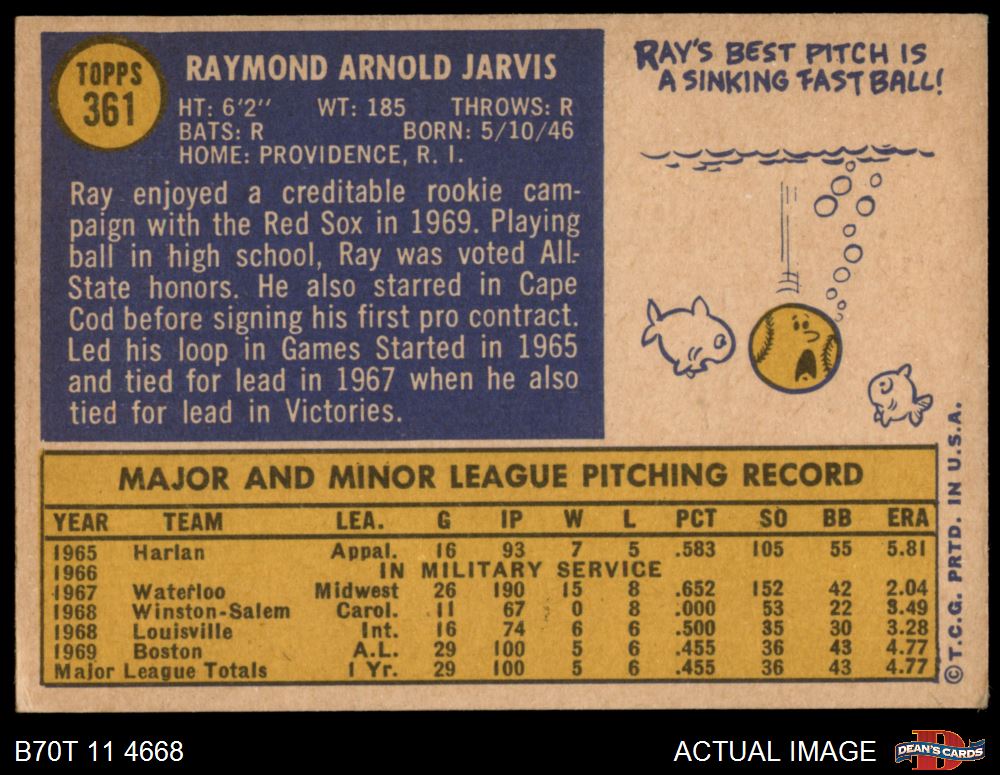 TOPPS
361
RAYMOND ARNOLD JARVIS
HT: 6'2" WT: 185 THROWS: R
BATS: R BORN: 5/10/46
HOME: PROVIDENCE, R. I.
Ray enjoyed a creditable rookie cam-
paign with the Red Sox in 1969. Playing
ball in high school, Ray was voted All-
State honors. He also starred in Cape
Cod before signing his first pro contract.
Led his loop in Games Started in 1965
and tied for lead in 1967 when he also
tied for lead in Victories.
RAY'S BEST PITCH IS
A SINKING FAST BALL!
MAJOR AND MINOR LEAGUE PITCHING RECORD
YEAR TEAM LEA. G IP W L PCT SO BB ERA
1965 Harlan Appal. 16 93 7 5 .583 105 55 5.81
1966 IN MILITARY SERVICE
1967 Waterloo Midwest 26 190 15 8 .652 152 42 2.04
1968 Winston-Salem Carol. 11 67 0 8 .000 53 22 3.49
1968 Louisville Int. 16 74 6 6 .500 35 30 3.28
1969 Boston A.L. 29 100 5 6 .455 36 43 4.77
Major League Totals 1 Yr. 29 100 5 6 .455 36 43 4.77
© T.C.G. PRTD. IN U.S.A.
B70T 11 4668
ACTUAL IMAGE
D
DEAN'S CARDS